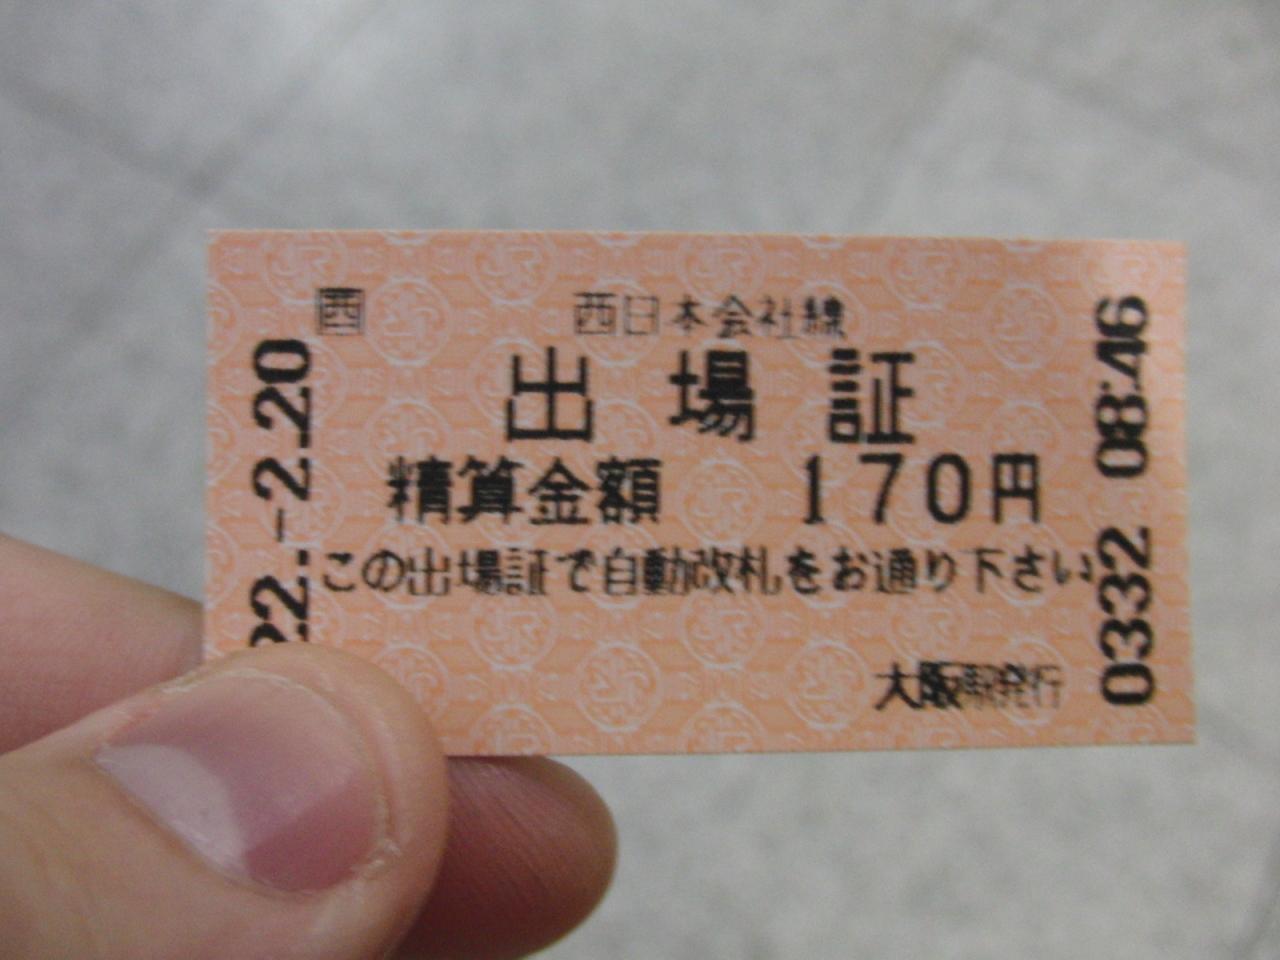 西
西日本会社線
出場証
精算金額 170円
この出場証で自動改札をお通り下さい
大阪駅発行
22.-2.20
0332 08:46